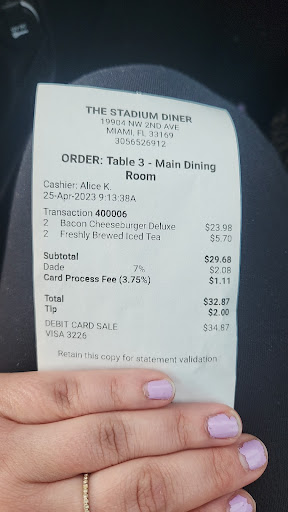 THE STADIUM DINER
19904 NW 2ND AVE
MIAMI, FL 33169
3056526912
ORDER: Table 3 - Main Dining
Room
Cashier: Alice K.
25-Apr-2023 9:13:38A
Transaction 400006
2 Bacon Cheeseburger Deluxe $23.98
2 Freshly Brewed Iced Tea $5.70
Subtotal $29.68
Dade 7% $2.08
Card Process Fee (3.75%) $1.11
Total $32.87
Tip $2.00
DEBIT CARD SALE $34.87
VISA 3226
Retain this copy for statement validation